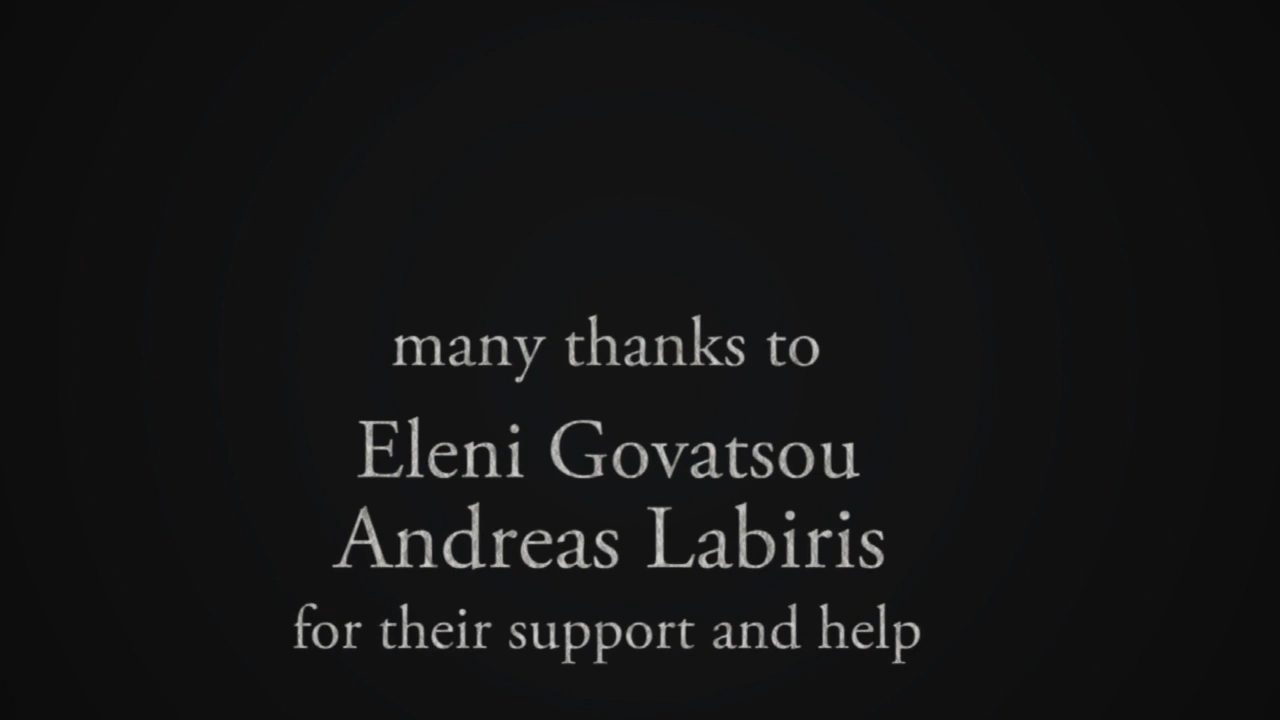 many thanks to
Eleni Govatsou
Andreas Labiris
for their support and help